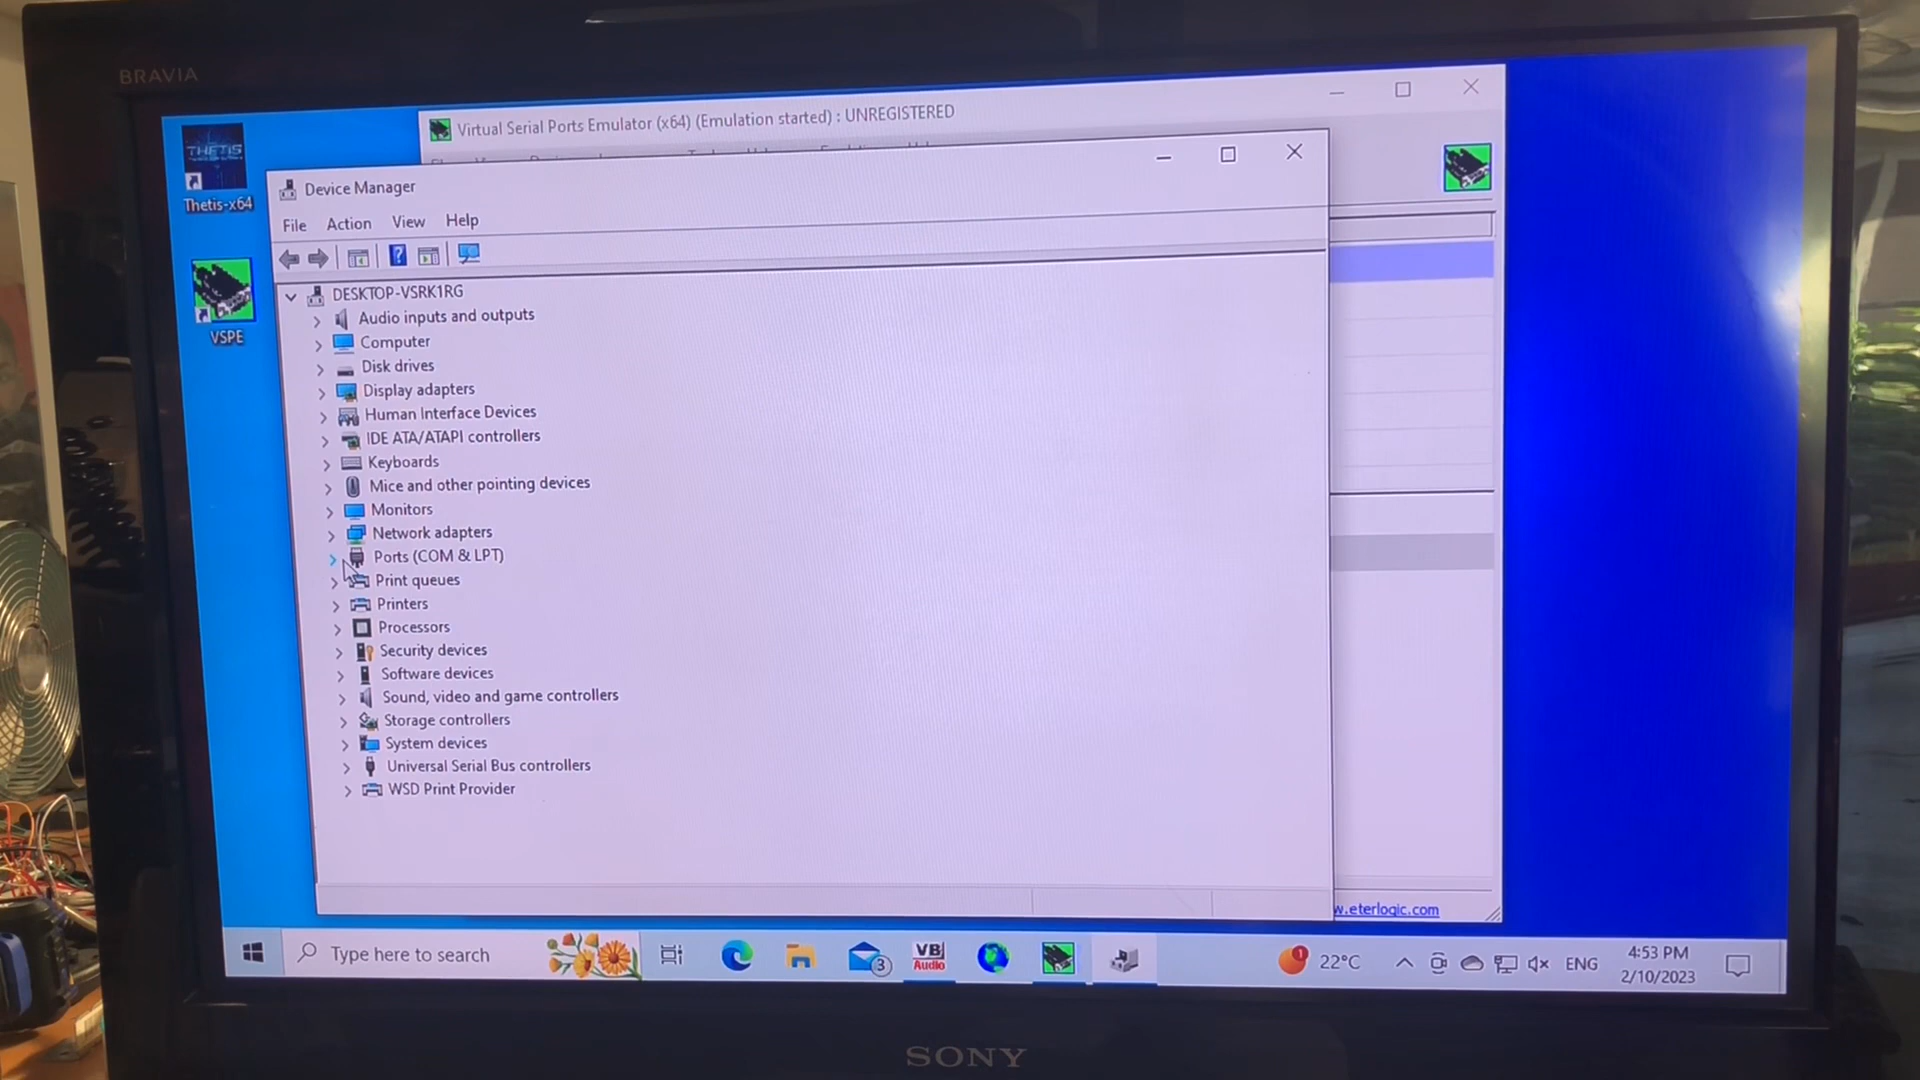 BRAVIA
THETIS
Thetis-x64
VSPE
Virtual Serial Ports Emulator (x64) (Emulation started) : UNREGISTERED
Device Manager
File Action View Help
DESKTOP-VSRK1RG
Audio inputs and outputs
Computer
Disk drives
Display adapters
Human Interface Devices
IDE ATA/ATAPI controllers
Keyboards
Mice and other pointing devices
Monitors
Network adapters
Ports (COM & LPT)
Print queues
Printers
Processors
Security devices
Software devices
Sound, video and game controllers
Storage controllers
System devices
Universal Serial Bus controllers
WSD Print Provider
w.eterlogic.com
Type here to search
3
VB
Audio
1
22°C
ENG
4:53 PM
2/10/2023
SONY